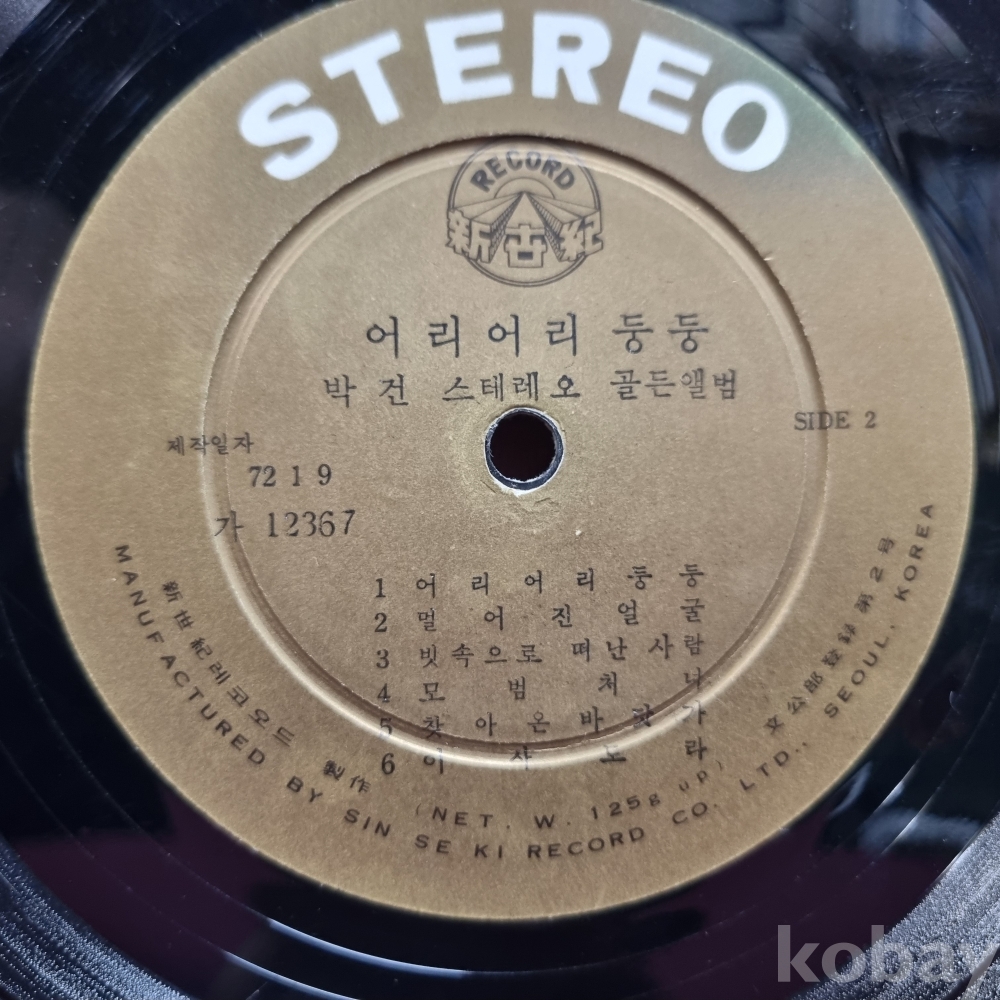 STEREO
RECORD
新世紀
어리어리 둥둥
박건 스테레오 골든앨범
SIDE 2
제작일자
72 1 9
가 12367
1 어리어리둥둥
2 멀어진얼굴
3 빗속으로 떠난사람
4 모범처녀
5 찾아온바닷가
6 이사도라
新世紀레코오드 製作 (NET. W. 125g UP) 文公部登録第2号
MANUFACTURED BY SIN SE KI RECORD CO. LTD., SEOUL, KOREA
kobay